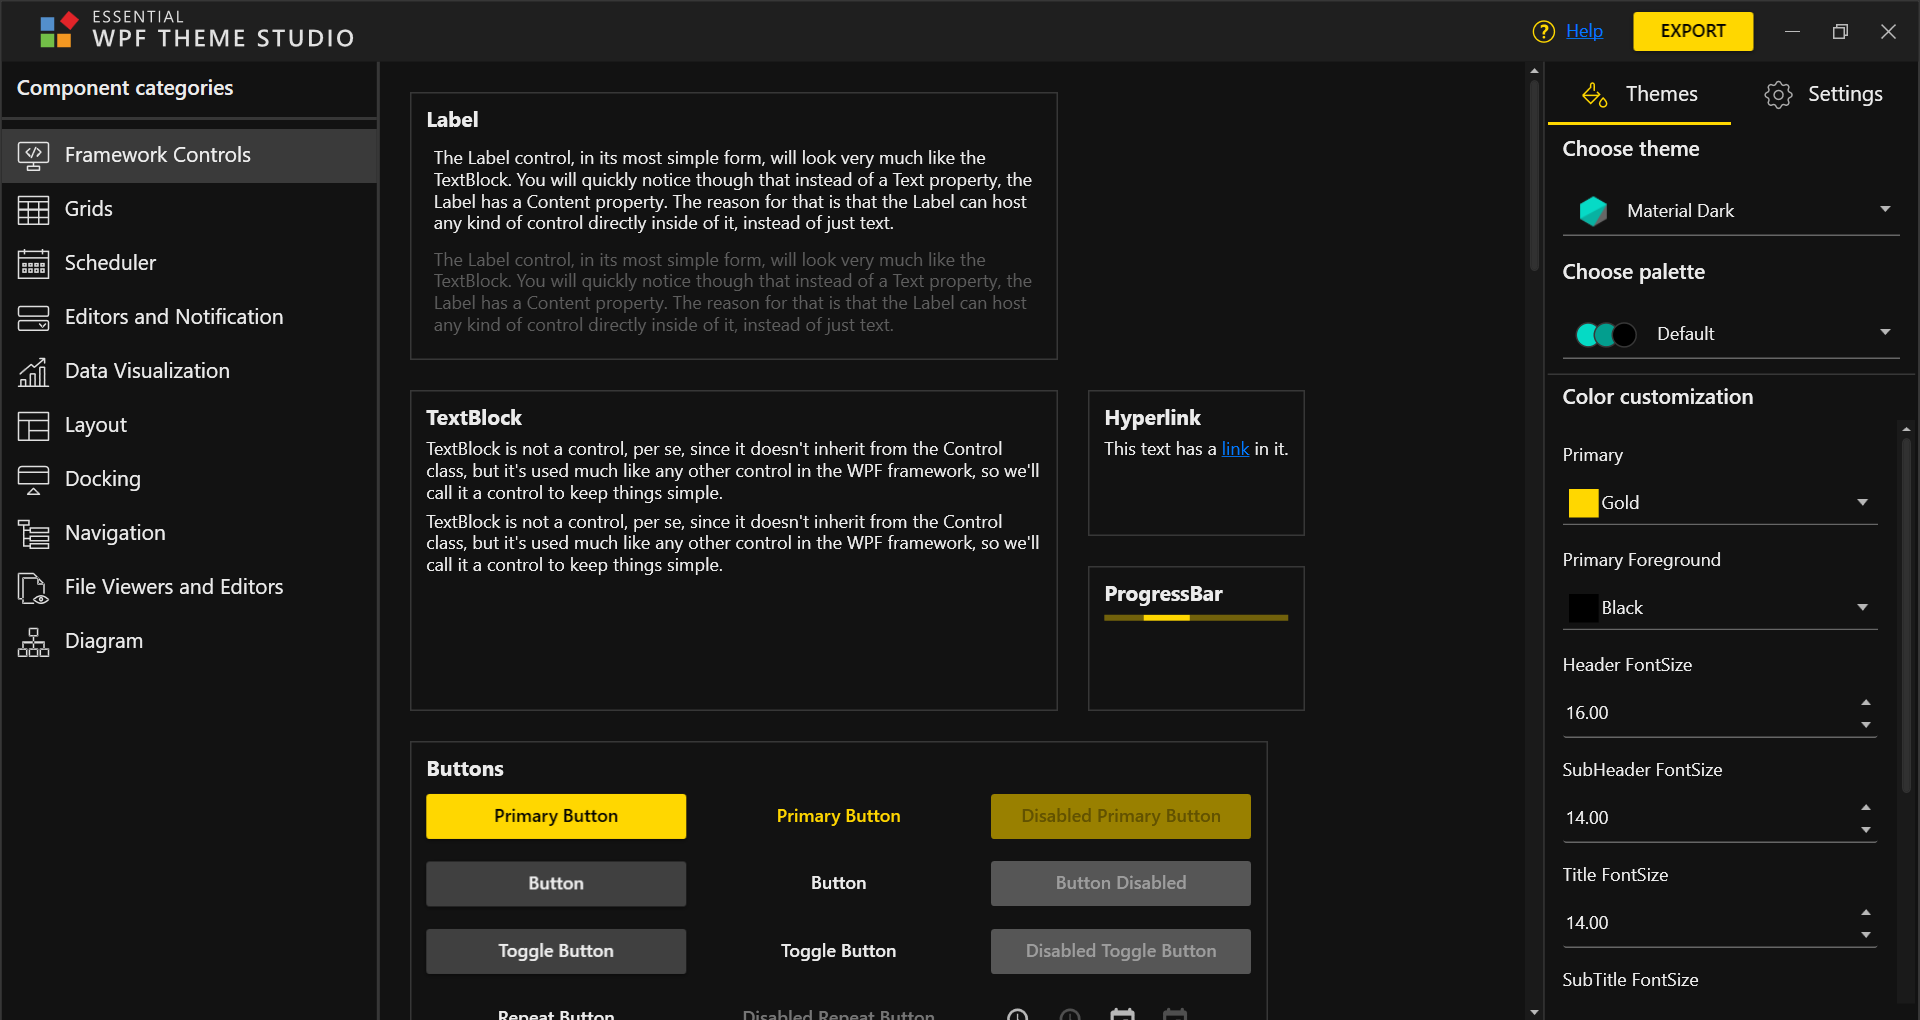 ESSENTIAL
WPF THEME STUDIO
? Help
EXPORT
Component categories
Framework Controls
Grids
Scheduler
Editors and Notification
Data Visualization
Layout
Docking
Navigation
File Viewers and Editors
Diagram
Label
The Label control, in its most simple form, will look very much like the
TextBlock. You will quickly notice though that instead of a Text property, the
Label has a Content property. The reason for that is that the Label can host
any kind of control directly inside of it, instead of just text.
The Label control, in its most simple form, will look very much like the
TextBlock. You will quickly notice though that instead of a Text property, the
Label has a Content property. The reason for that is that the Label can host
any kind of control directly inside of it, instead of just text.
TextBlock
TextBlock is not a control, per se, since it doesn't inherit from the Control
class, but it's used much like any other control in the WPF framework, so we'll
call it a control to keep things simple.
TextBlock is not a control, per se, since it doesn't inherit from the Control
class, but it's used much like any other control in the WPF framework, so we'll
call it a control to keep things simple.
Hyperlink
This text has a link in it.
ProgressBar
Buttons
Primary Button
Primary Button
Disabled Primary Button
Button
Button
Button Disabled
Toggle Button
Toggle Button
Disabled Toggle Button
Repeat Button
Disabled Repeat Button
Themes
Settings
Choose theme
Material Dark
Choose palette
Default
Color customization
Primary
Gold
Primary Foreground
Black
Header FontSize
16.00
SubHeader FontSize
14.00
Title FontSize
14.00
SubTitle FontSize